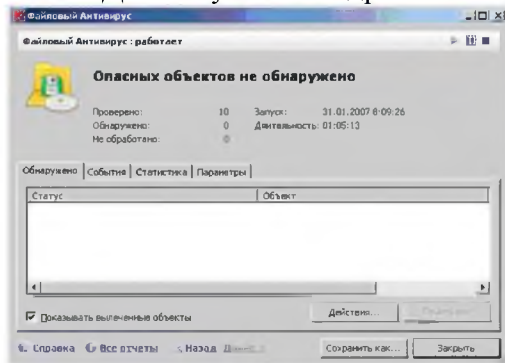 Файловый Антивирус
Файловый Антивирус : работает
Опасных объектов не обнаружено
Проверено: 10 Запуск: 31.01.2007 8:09:26
Обнаружено: 0 Длительность: 01:05:13
Не обработано: 0
Обнаружено События Статистика Параметры
Статус Объект
Показывать вылеченные объекты
Действия...
Справка Все отчеты Назад
Сохранить как... Закрыть